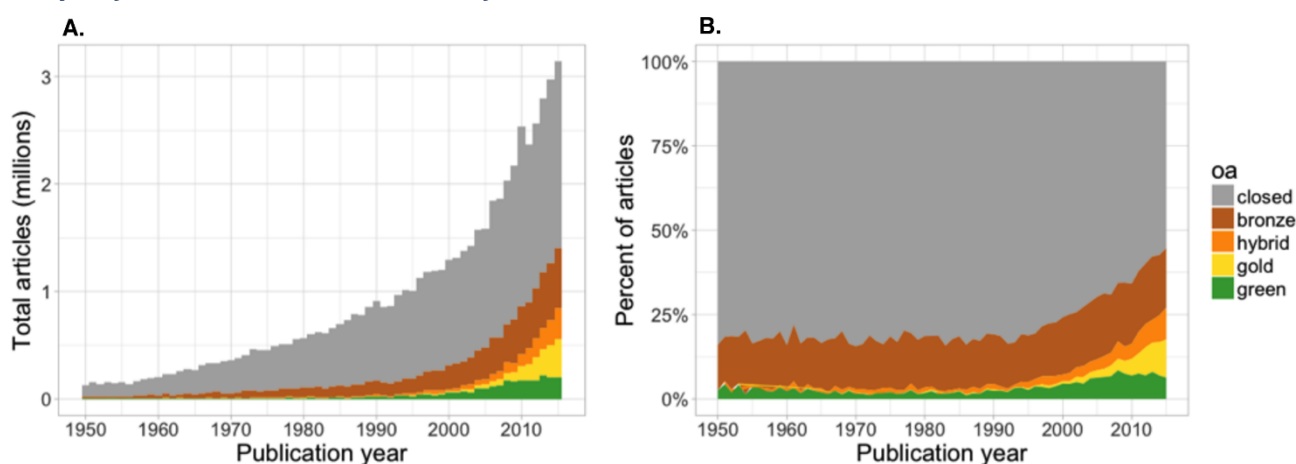 A.
Total articles (millions)
3
2
1
0
1950 1960 1970 1980 1990 2000 2010
Publication year
B.
Percent of articles
100%
75%
50%
25%
0%
1950 1960 1970 1980 1990 2000 2010
Publication year
oa
closed
bronze
hybrid
gold
green